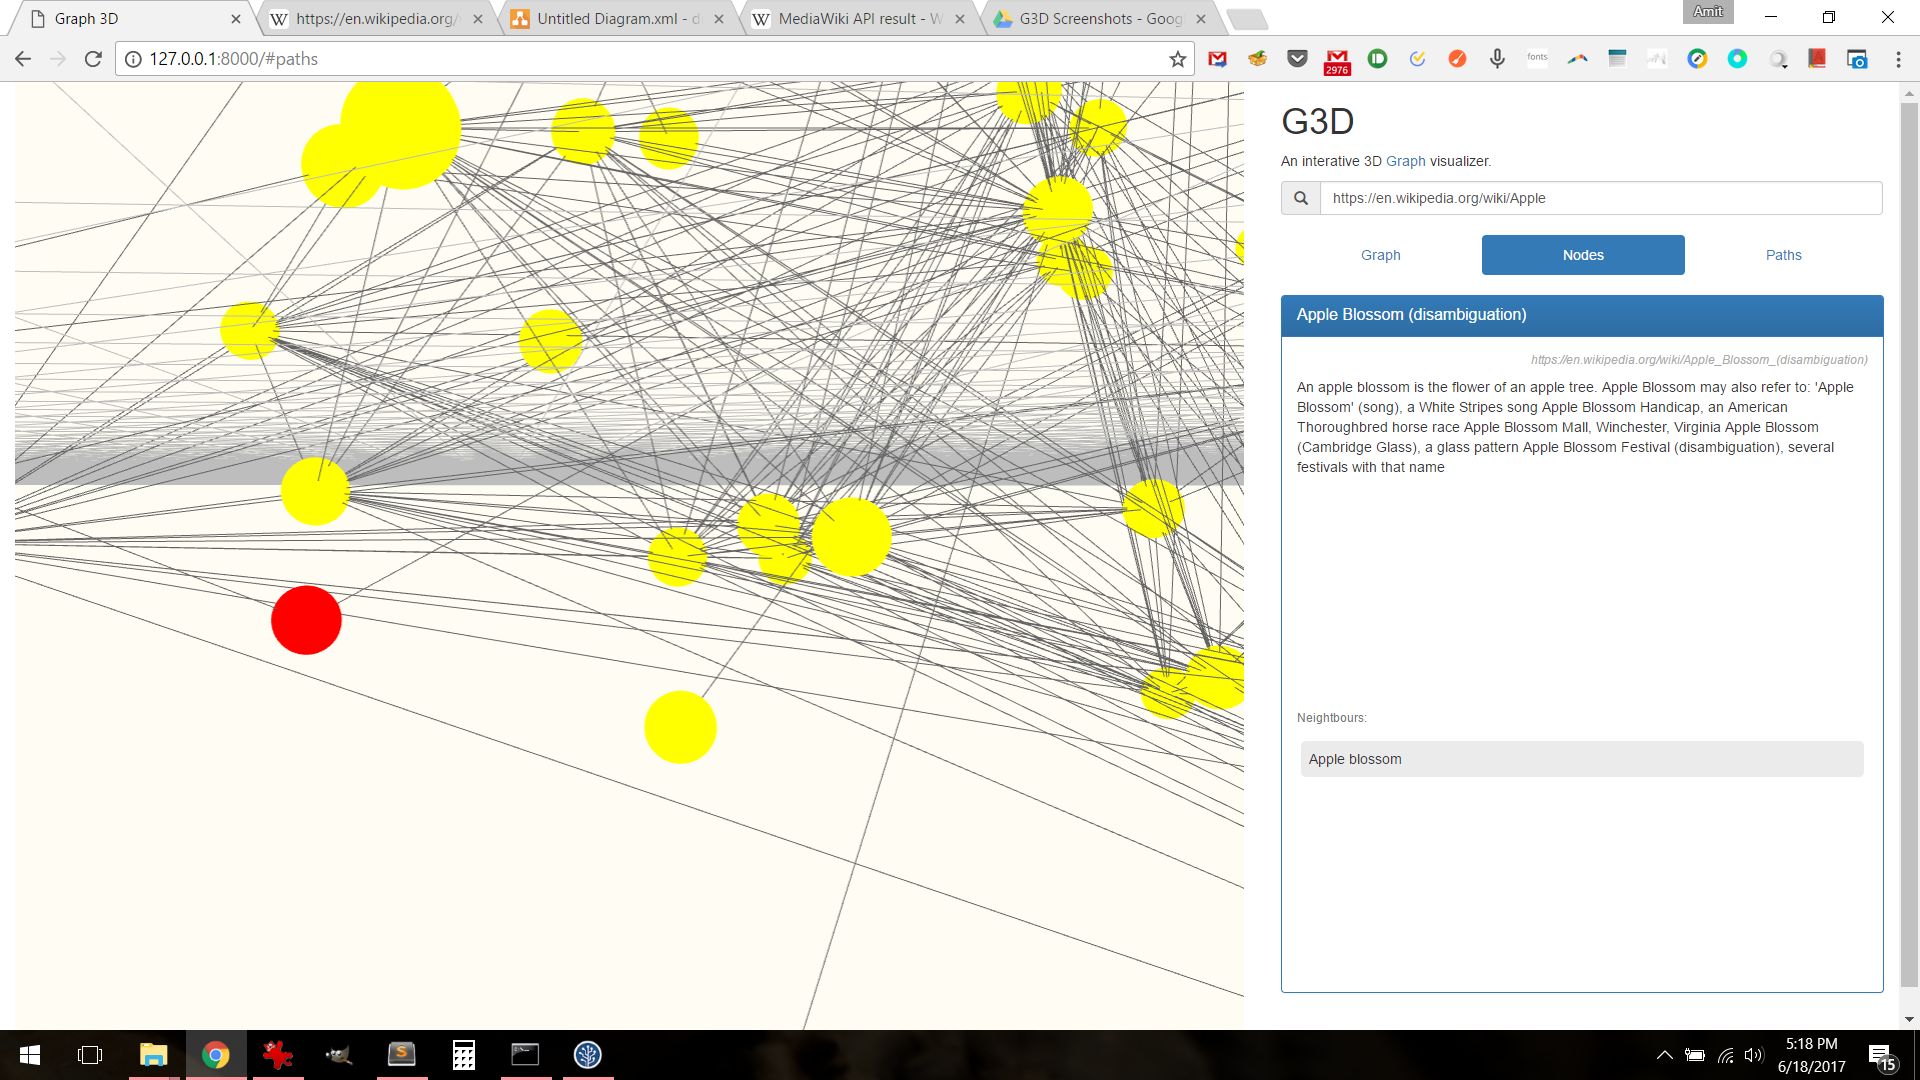 Amit
Graph 3D
https://en.wikipedia.org/
Untitled Diagram.xml - d
MediaWiki API result - W
G3D Screenshots - Goog
127.0.0.1:8000/#paths
2976
fonts
G3D
An interative 3D Graph visualizer.
https://en.wikipedia.org/wiki/Apple
Graph
Nodes
Paths
Apple Blossom (disambiguation)
https://en.wikipedia.org/wiki/Apple_Blossom_(disambiguation)
An apple blossom is the flower of an apple tree. Apple Blossom may also refer to: 'Apple
Blossom' (song), a White Stripes song Apple Blossom Handicap, an American
Thoroughbred horse race Apple Blossom Mall, Winchester, Virginia Apple Blossom
(Cambridge Glass), a glass pattern Apple Blossom Festival (disambiguation), several
festivals with that name
Neightbours:
Apple blossom
5:18 PM
6/18/2017
15